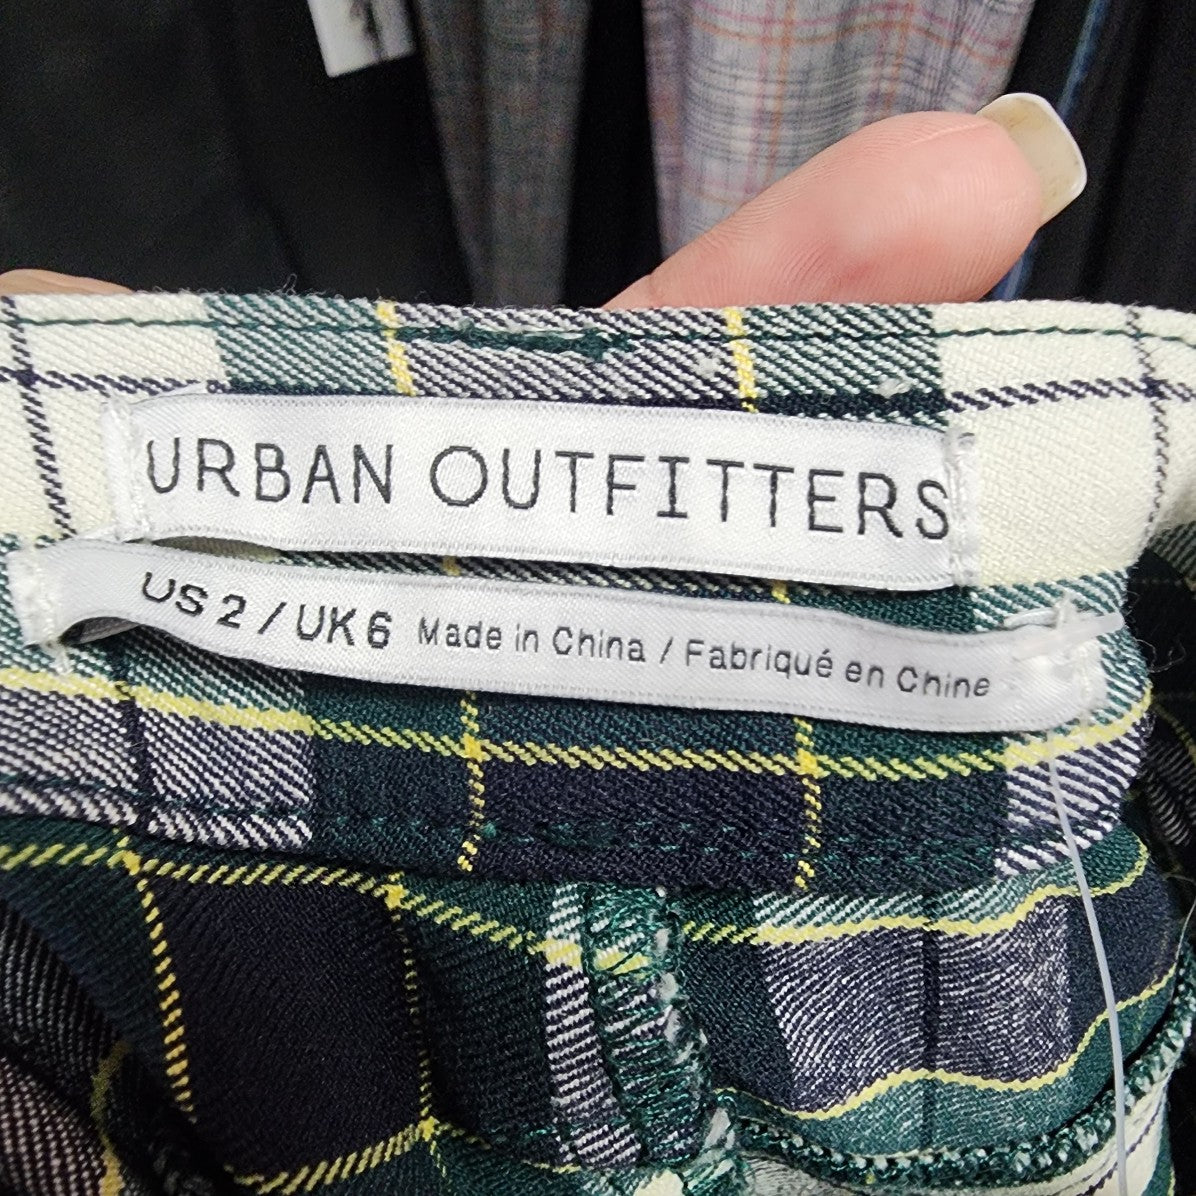 URBAN OUTFITTERS
US 2 / UK 6 Made in China / Fabriqué en Chine